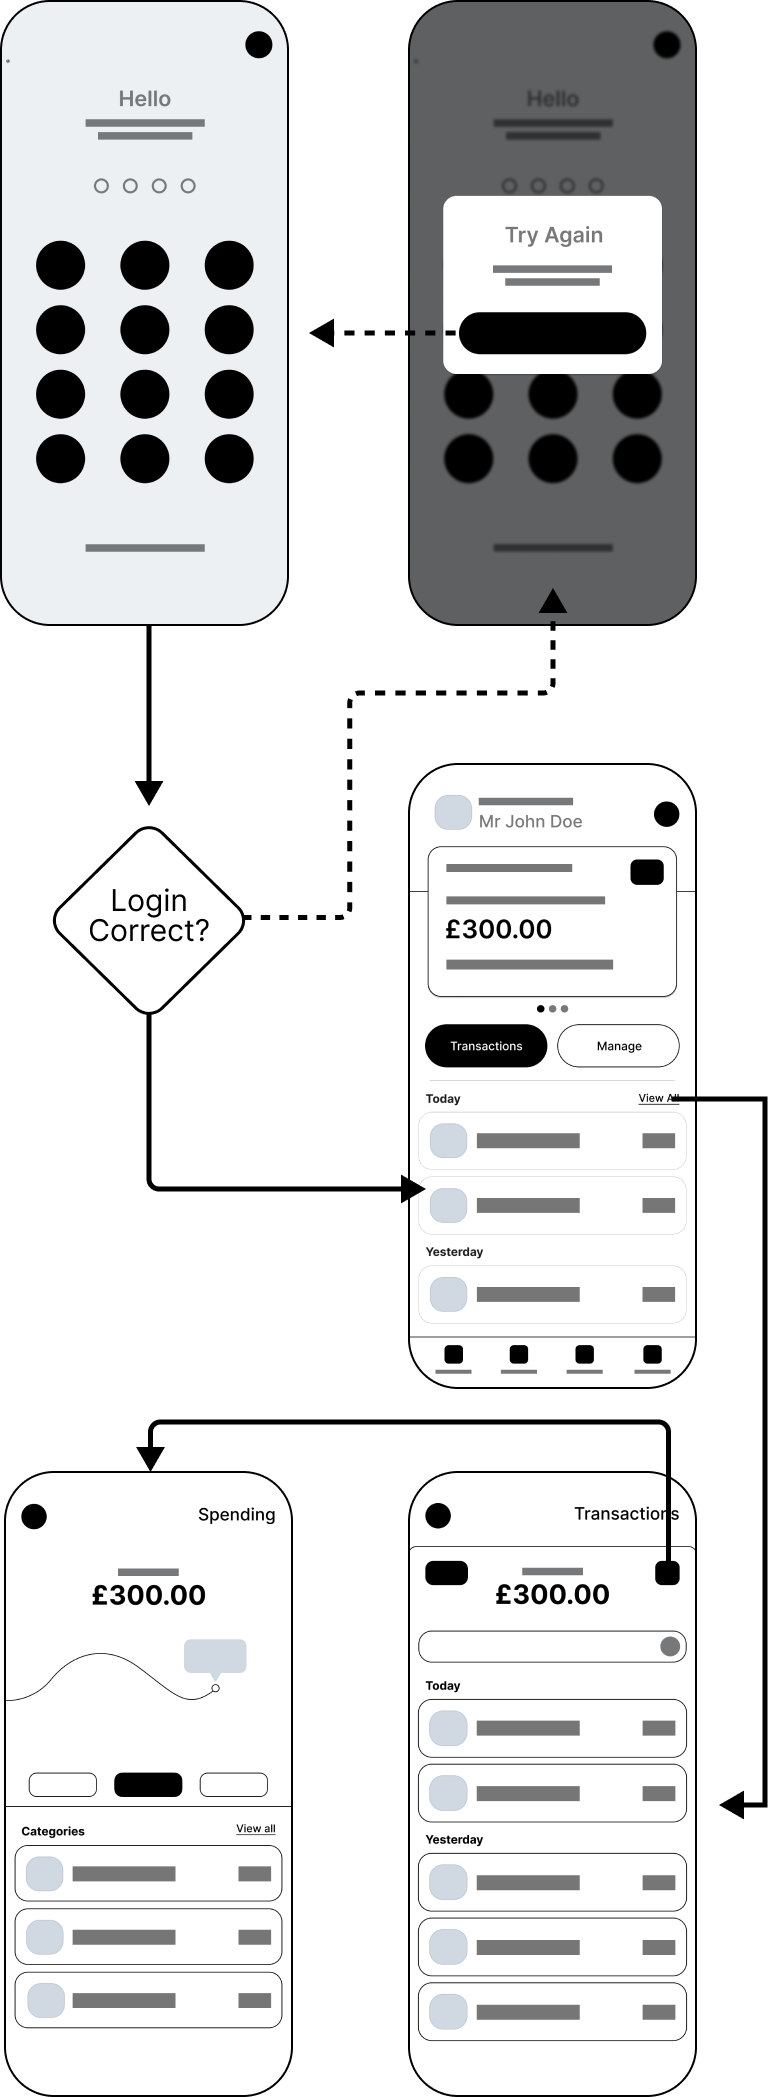 Hello
Hello
Try Again
Login
Correct?
Mr John Doe
£300.00
Transactions
Manage
Today
View All
Yesterday
Spending
£300.00
Categories
View all
Transactions
£300.00
Today
Yesterday